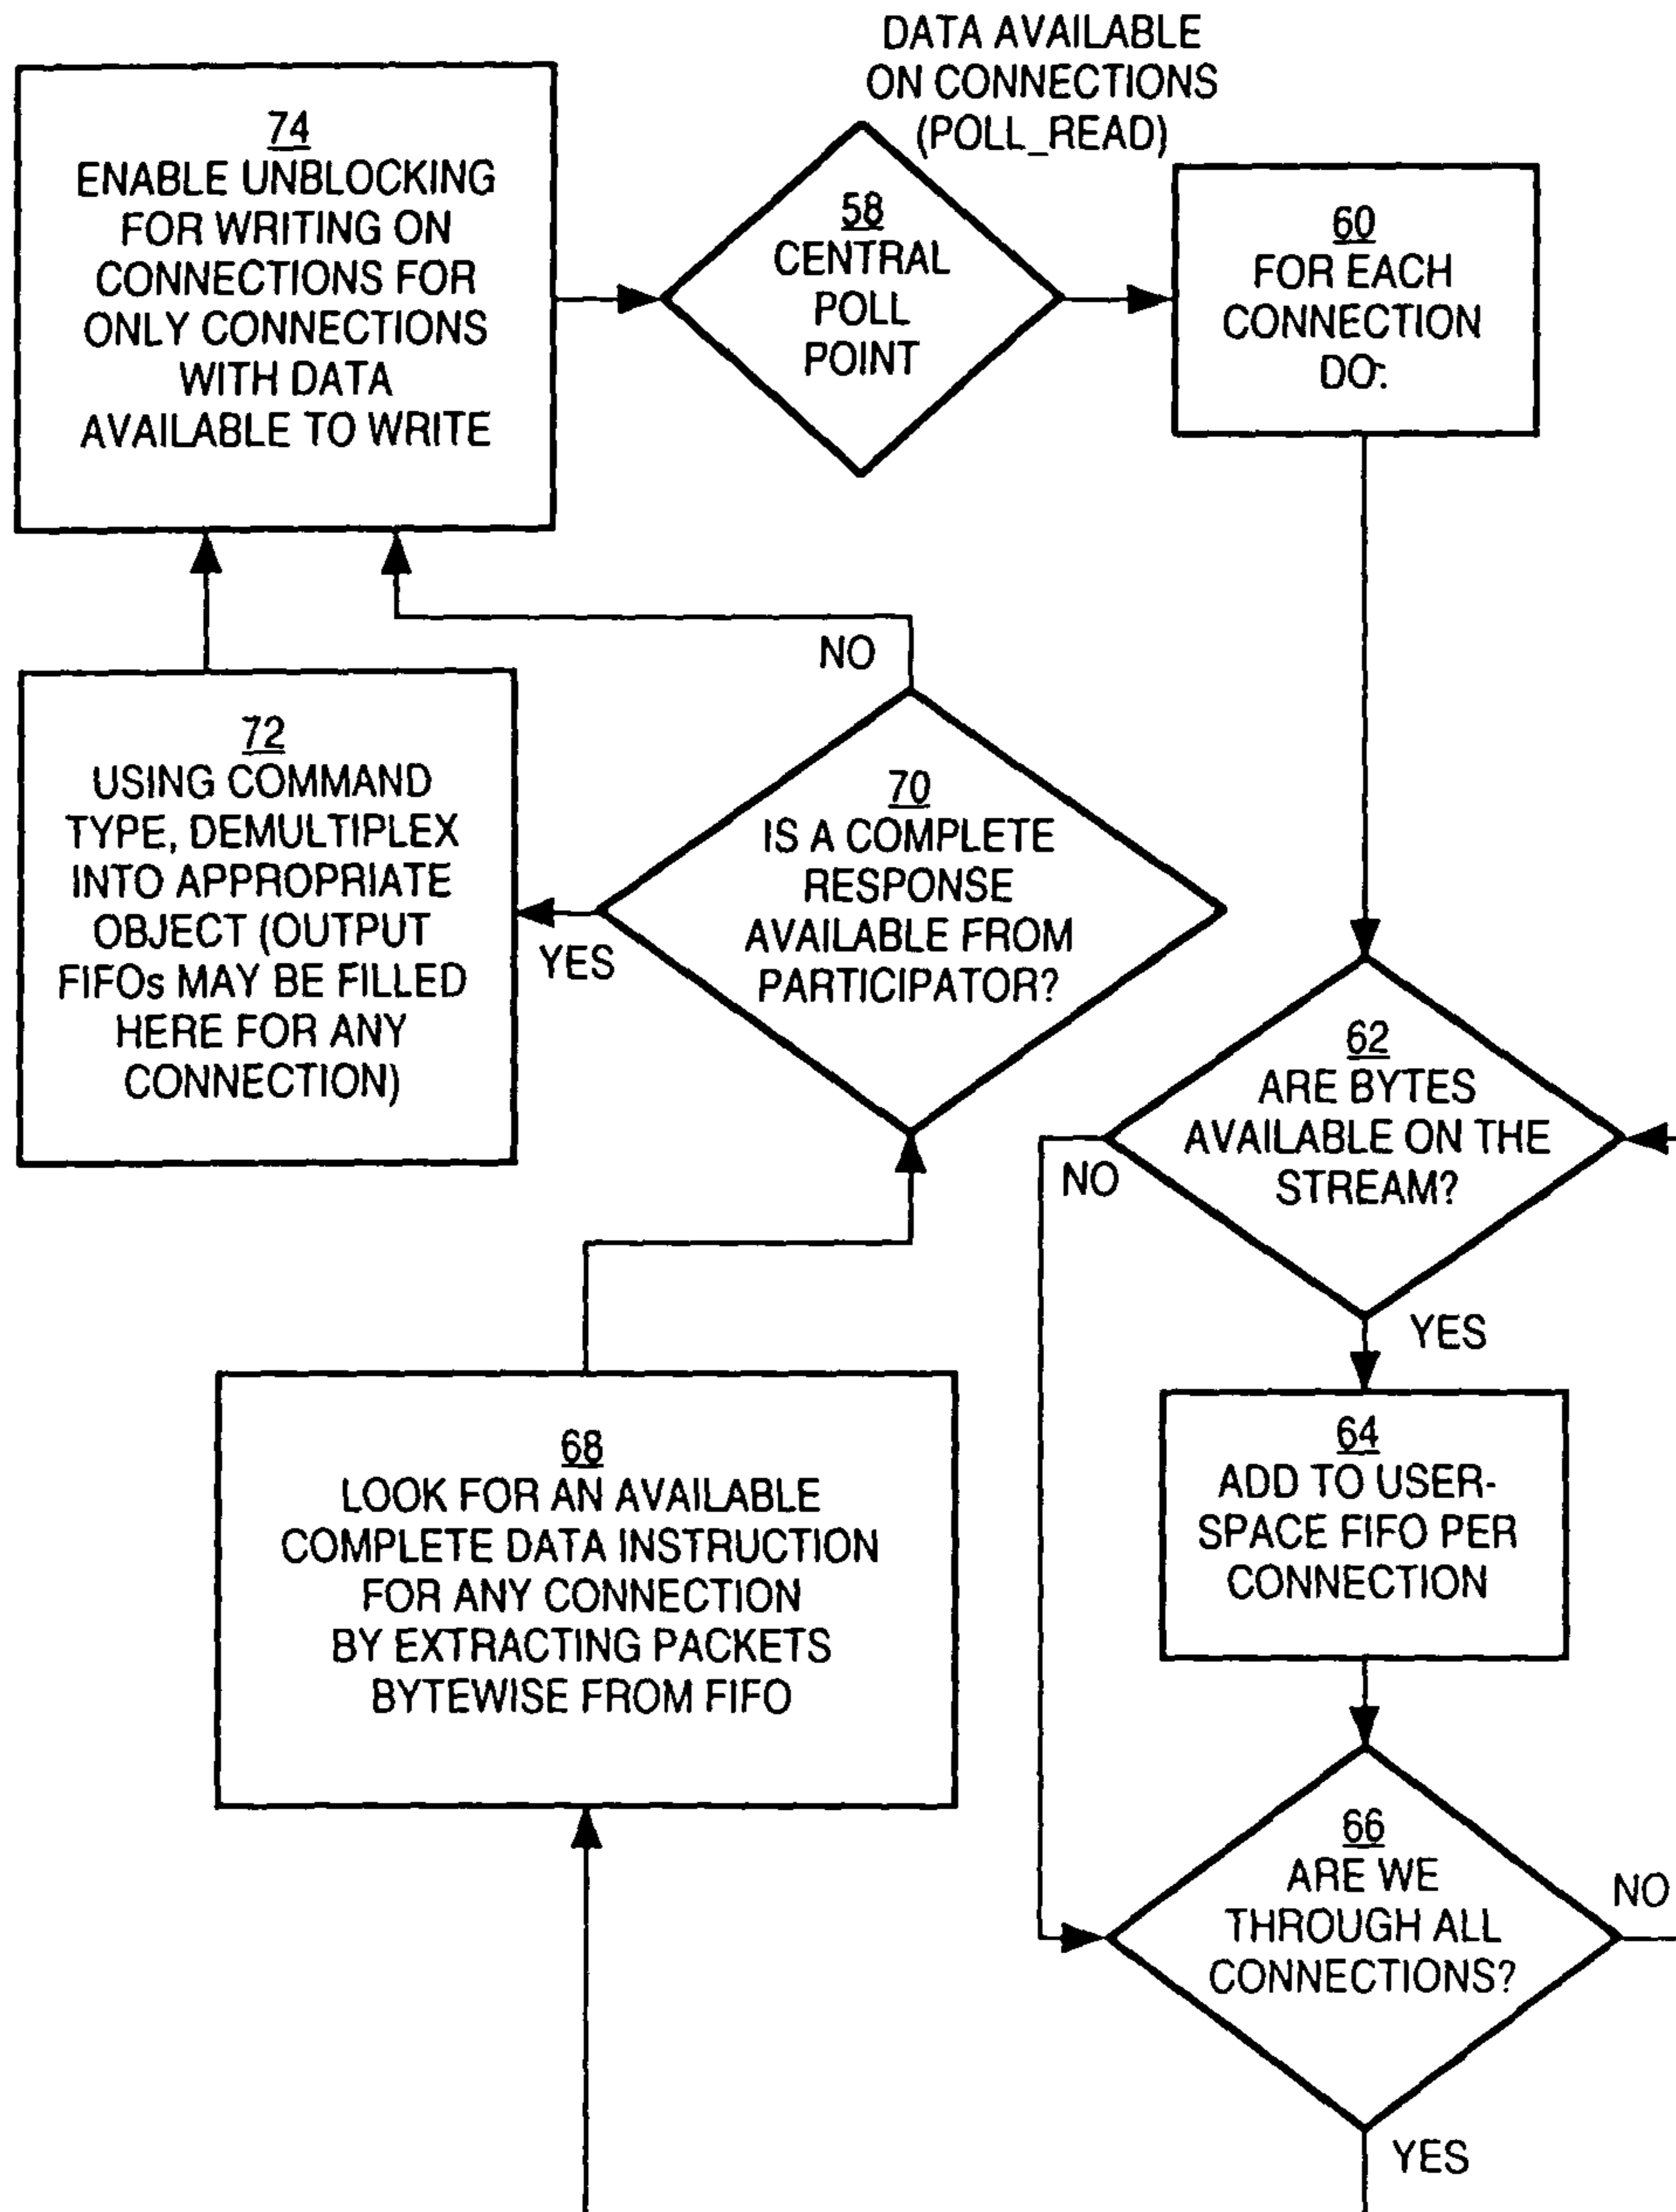 DATA AVAILABLE
ON CONNECTIONS
(POLL_READ)
74
ENABLE UNBLOCKING
FOR WRITING ON
CONNECTIONS FOR
ONLY CONNECTIONS
WITH DATA
AVAILABLE TO WRITE
58
CENTRAL
POLL
POINT
60
FOR EACH
CONNECTION
DO:
NO
72
USING COMMAND
TYPE, DEMULTIPLEX
INTO APPROPRIATE
OBJECT (OUTPUT
FIFOs MAY BE FILLED
HERE FOR ANY
CONNECTION)
YES
70
IS A COMPLETE
RESPONSE
AVAILABLE FROM
PARTICIPATOR?
62
ARE BYTES
AVAILABLE ON THE
STREAM?
NO
YES
64
ADD TO USER-
SPACE FIFO PER
CONNECTION
68
LOOK FOR AN AVAILABLE
COMPLETE DATA INSTRUCTION
FOR ANY CONNECTION
BY EXTRACTING PACKETS
BYTEWISE FROM FIFO
66
ARE WE
THROUGH ALL
CONNECTIONS?
NO
YES